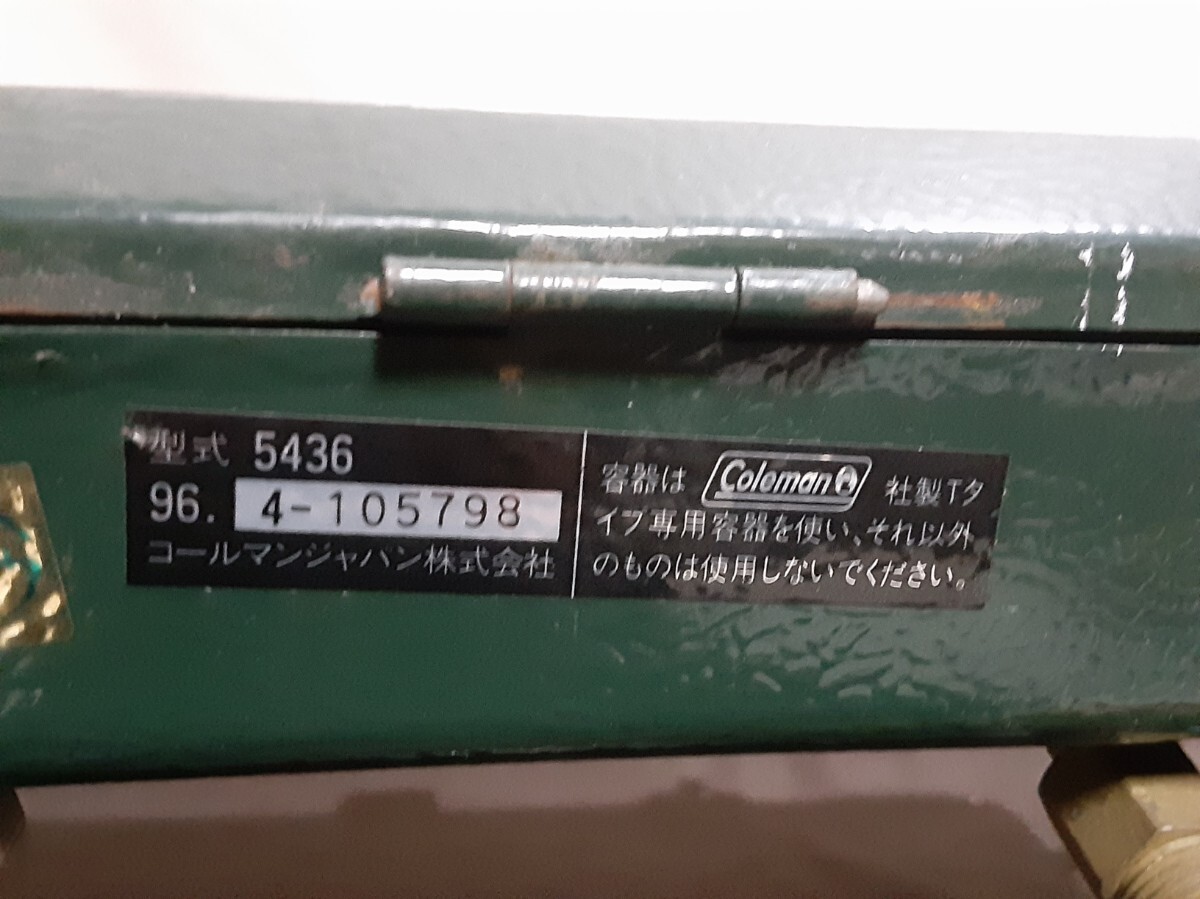 型式 5436
96. 4-105798
コールマンジャパン株式会社
容器は Coleman 社製Tタ
イプ専用容器を使い、それ以外
のものは使用しないでください。